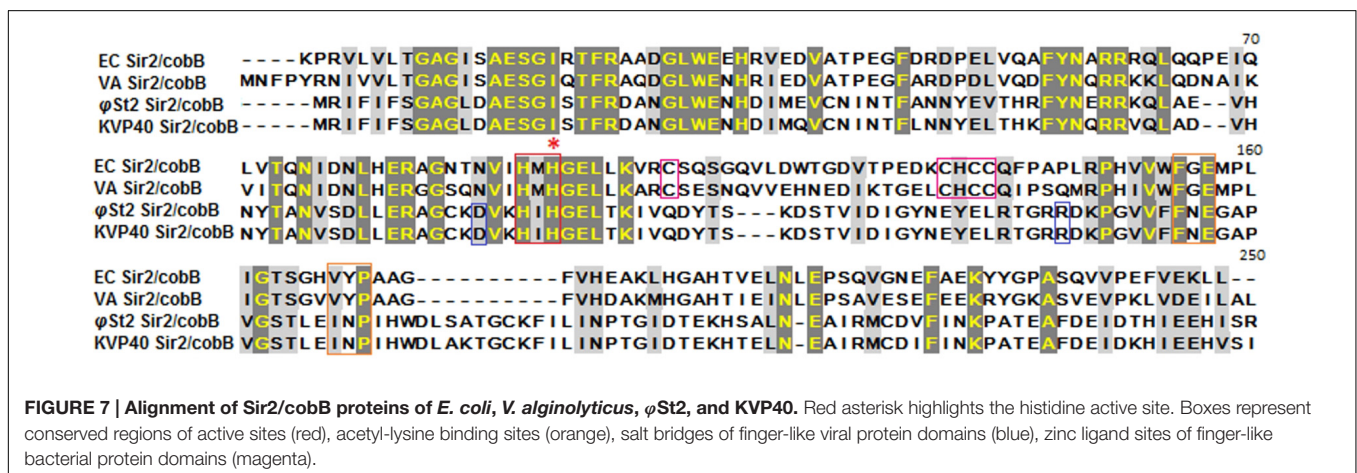 70
EC Sir2/cobB ----KPRVLVLTGAGISAESGIRTFRAADGLWEEHRVEDVATPEGFDRDPELVQAFYNARRRQLQQPEIQ
VA Sir2/cobB MNFPYRNIVVLTGAGISAESGIQTFRAQDGLWENHRIEDVATPEGFARDPDLVQDFYNQRRKKLQDNAIK
φSt2 Sir2/cobB -----MRIFIFSGAGLDAESGISTFRDANGLWENHDIMEVCNINTFANNYEVTHRFYNERRKQLAE--VH
KVP40 Sir2/cobB -----MRIFIFSGAGLDAESGISTFRDANGLWENHDIMQVCNINTFLNNYELTHKFYNQRRVQLAD--VH
*
160
EC Sir2/cobB LVTQNIDNLHERAGNTNVIHMHGELLKVRCSQSGQVLDWTGDVTPEDKCHCCQFPAPLRPHVVWFGEMPL
VA Sir2/cobB VITQNIDNLHERGGSQNVIHMHGELLKARCSESNQVVEHNEDIKTGELCHCCQIPSQMRPHIVWFGEMPL
φSt2 Sir2/cobB NYTANVSDLLERAGCKDVKHIHGELTKIVQDYTS---KDSTVIDIGYNEYELRTGRRDKPGVVFFNEGAP
KVP40 Sir2/cobB NYTANVSDLLERAGCKDVKHIHGELTKIVQDYTS---KDSTVIDIGYNEYELRTGRRDKPGVVFFNEGAP
250
EC Sir2/cobB IGTSGHVYPAAG----------FVHEAKLHGAHTVELNLEPSQVGNEFAEKYYGPASQVVPEFVEKLL--
VA Sir2/cobB IGTSGVVYPAAG----------FVHDAKMHGAHTIEINLEPSAVESEFEEKRYGKASVEVPKLVDEILAL
φSt2 Sir2/cobB VGSTLEINPIHWDLSATGCKFILINPTGIDTEKHSALN-EAIRMCDVFINKPATEAFDEIDTHIEEHISR
KVP40 Sir2/cobB VGSTLEINPIHWDLAKTGCKFILINPTGIDTEKHTELN-EAIRMCDIFINKPATEAFDEIDKHIEEHVSI
FIGURE 7 | Alignment of Sir2/cobB proteins of E. coli, V. alginolyticus, φSt2, and KVP40. Red asterisk highlights the histidine active site. Boxes represent
conserved regions of active sites (red), acetyl-lysine binding sites (orange), salt bridges of finger-like viral protein domains (blue), zinc ligand sites of finger-like
bacterial protein domains (magenta).